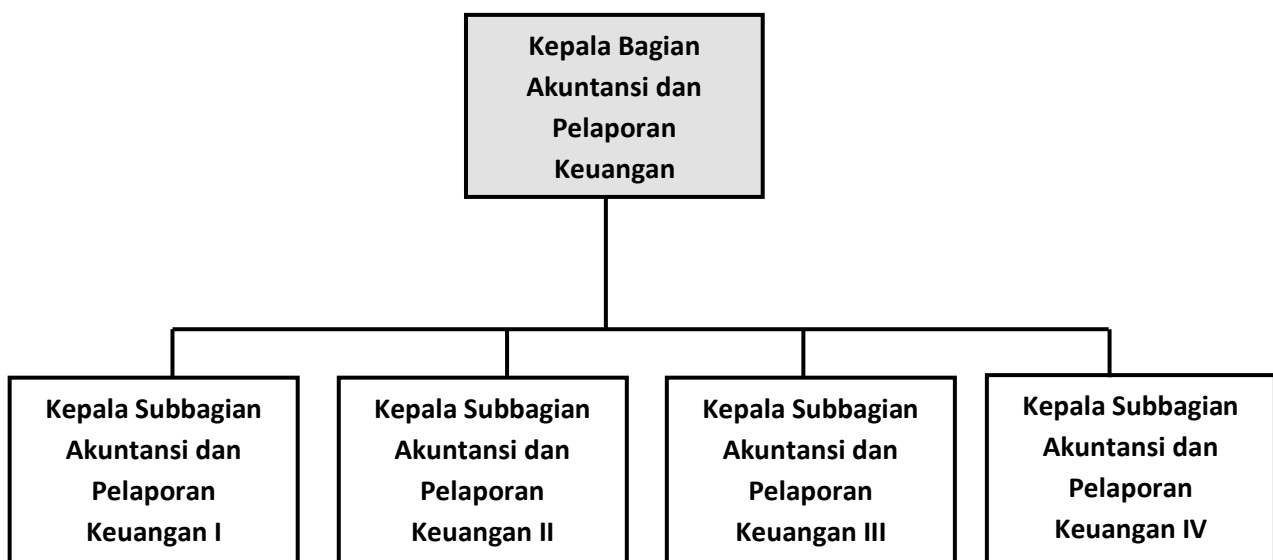 Kepala Bagian
Akuntansi dan
Pelaporan
Keuangan
Kepala Subbagian
Akuntansi dan
Pelaporan
Keuangan I
Kepala Subbagian
Akuntansi dan
Pelaporan
Keuangan II
Kepala Subbagian
Akuntansi dan
Pelaporan
Keuangan III
Kepala Subbagian
Akuntansi dan
Pelaporan
Keuangan IV